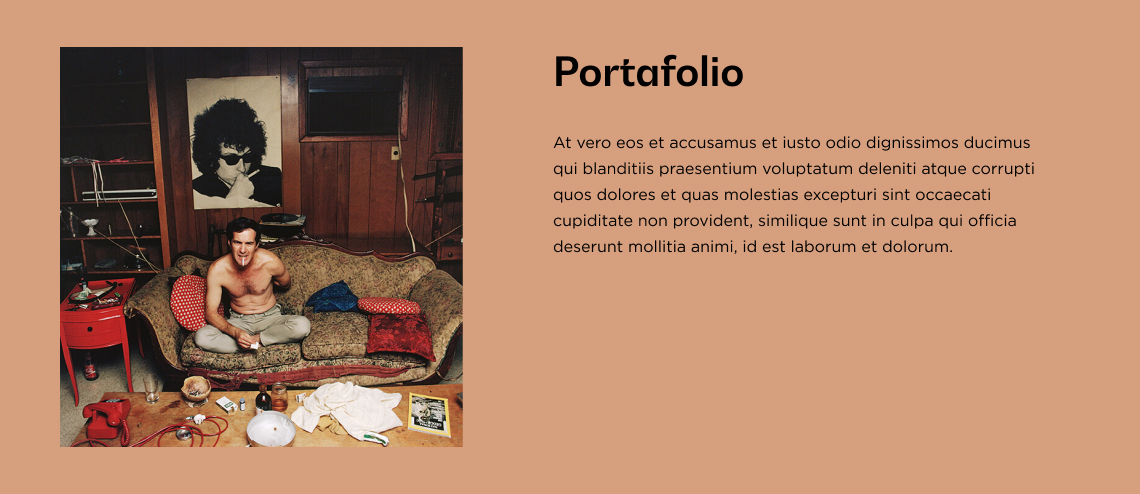 Portafolio
At vero eos et accusamus et iusto odio dignissimos ducimus
qui blanditiis praesentium voluptatum deleniti atque corrupti
quos dolores et quas molestias excepturi sint occaecati
cupiditate non provident, similique sunt in culpa qui officia
deserunt mollitia animi, id est laborum et dolorum.